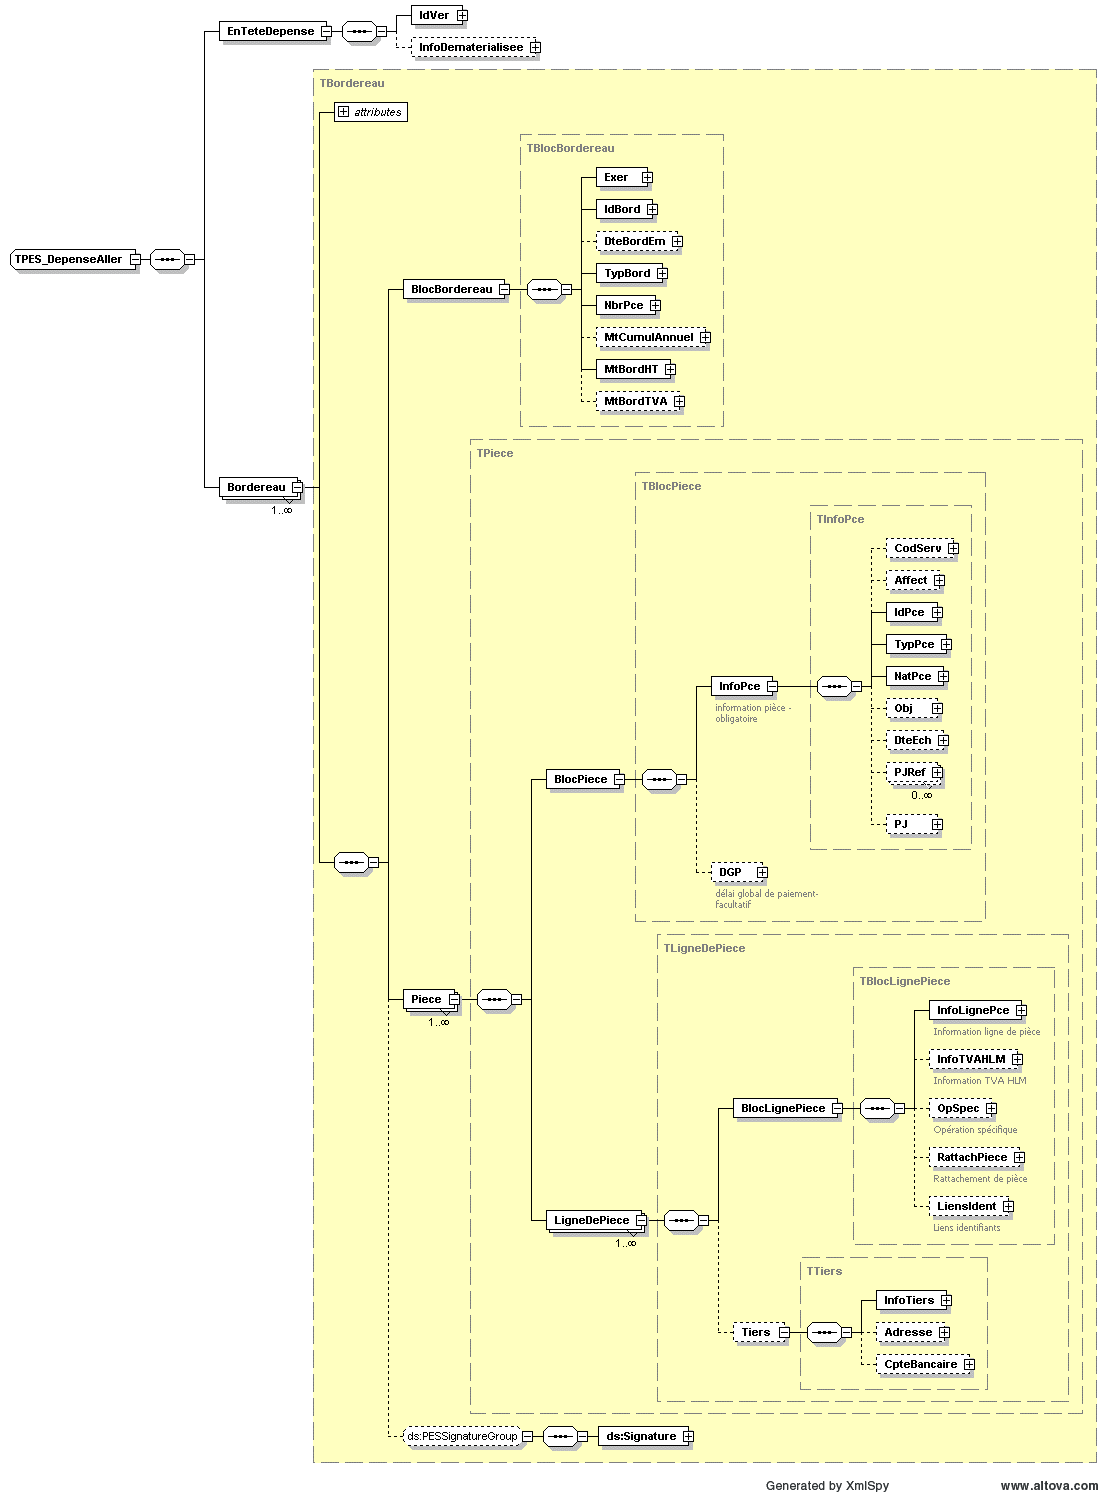 IdVer
EnTeteDepense
InfoDematerialisee
TBordereau
attributes
TBlocBordereau
Exer
IdBord
DteBordEm
TPES_DepenseAller
TypBord
BlocBordereau
NbrPce
MtCumulAnnuel
MtBordHT
MtBordTVA
TPiece
Bordereau
1..∞
TBlocPiece
TInfoPce
CodServ
Affect
IdPce
TypPce
NatPce
InfoPce
information pièce -
obligatoire
Obj
DteEch
PJRef
0..∞
BlocPiece
PJ
DGP
délai global de paiement-
facultatif
TLigneDePiece
TBlocLignePiece
Piece
1..∞
InfoLignePce
Information ligne de pièce
InfoTVAHLM
Information TVA HLM
BlocLignePiece
OpSpec
Opération spécifique
RattachPiece
Rattachement de pièce
LiensIdent
Liens identifiants
LigneDePiece
1..∞
TTiers
InfoTiers
Tiers
Adresse
CpteBancaire
ds:PESSignatureGroup
ds:Signature
Generated by XmlSpy
www.altova.com